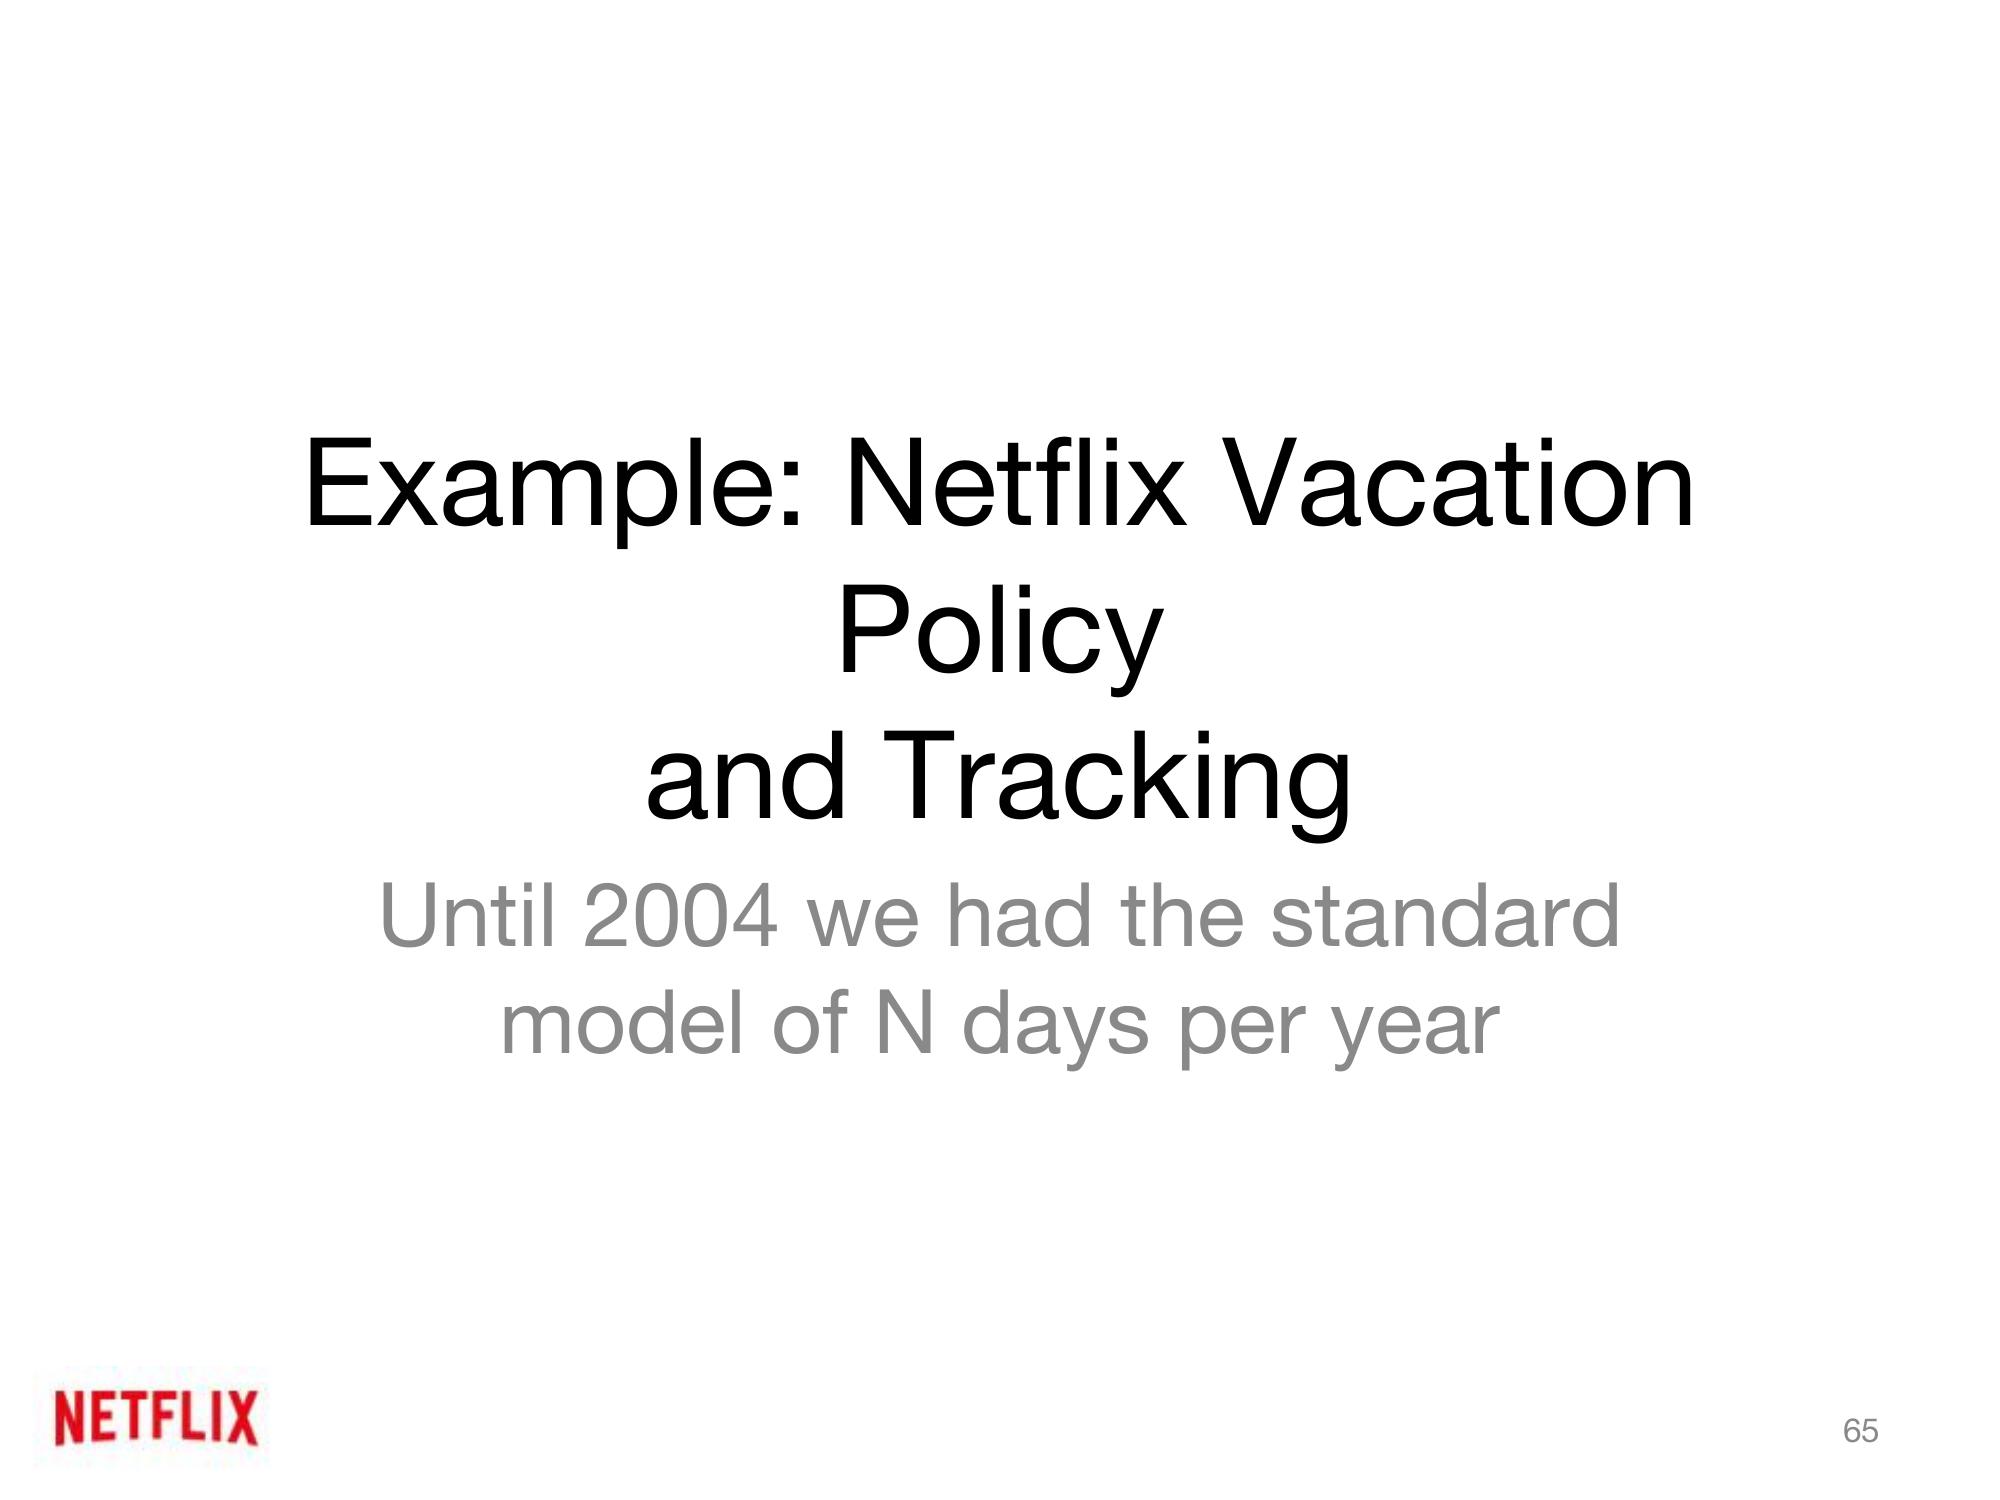 Example: Netflix Vacation
Policy
and Tracking
Until 2004 we had the standard
model of N days per year
NETFLIX
65